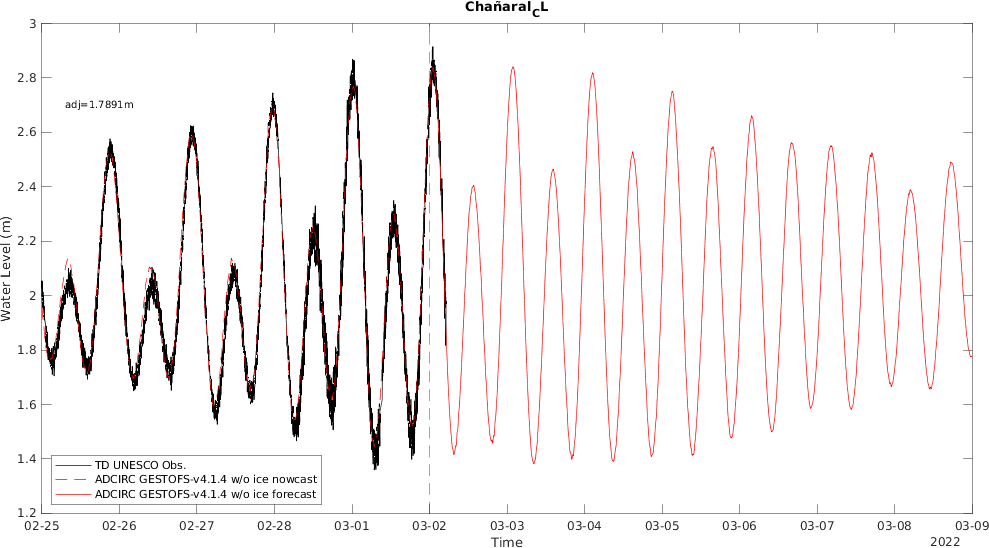 Chañaral_CL
3
2.8
adj=1.7891m
2.6
2.4
2.2
Water Level (m)
2
1.8
1.6
1.4
TD UNESCO Obs.
ADCIRC GESTOFS-v4.1.4 w/o ice nowcast
ADCIRC GESTOFS-v4.1.4 w/o ice forecast
1.2
02-25 02-26 02-27 02-28 03-01 03-02 03-03 03-04 03-05 03-06 03-07 03-08 03-09
Time
2022